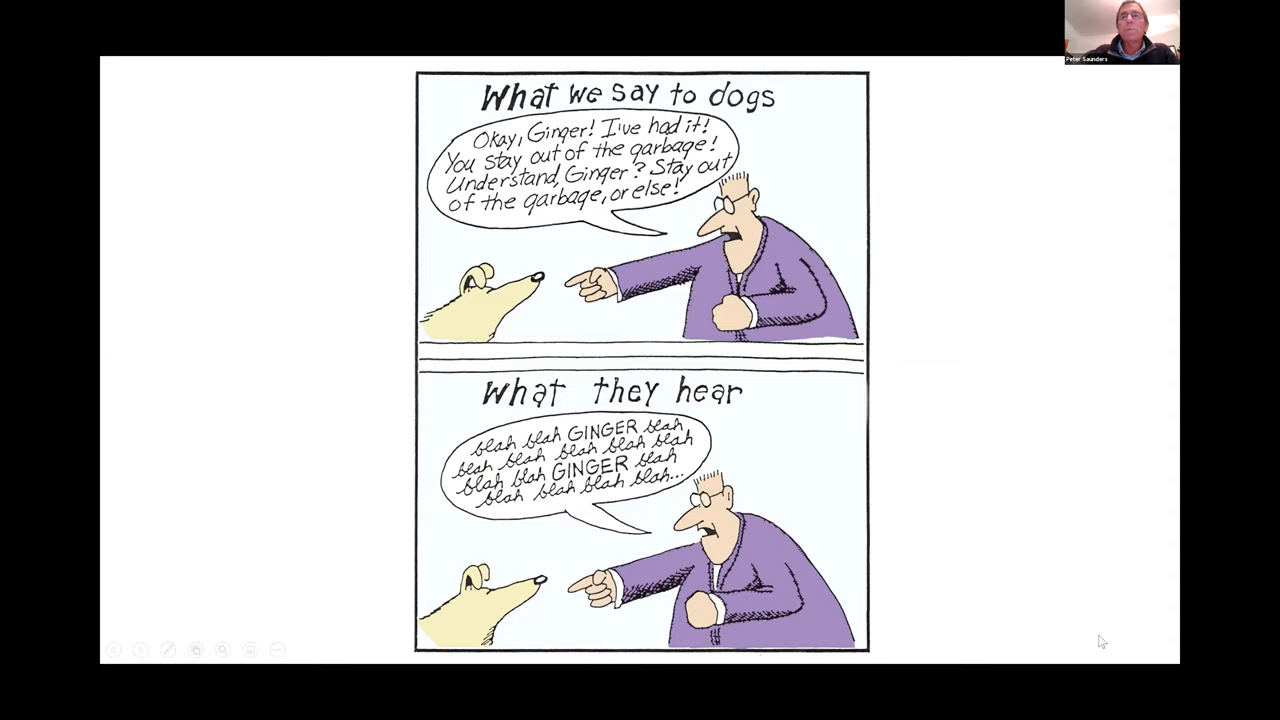 Peter Saunders
What we say to dogs
Okay, Ginger! I've had it!
You stay out of the garbage!
Understand, Ginger? Stay out
of the garbage, or else!
What they hear
blah blah GINGER blah
blah blah blah blah blah
blah blah GINGER blah
blah blah blah blah...